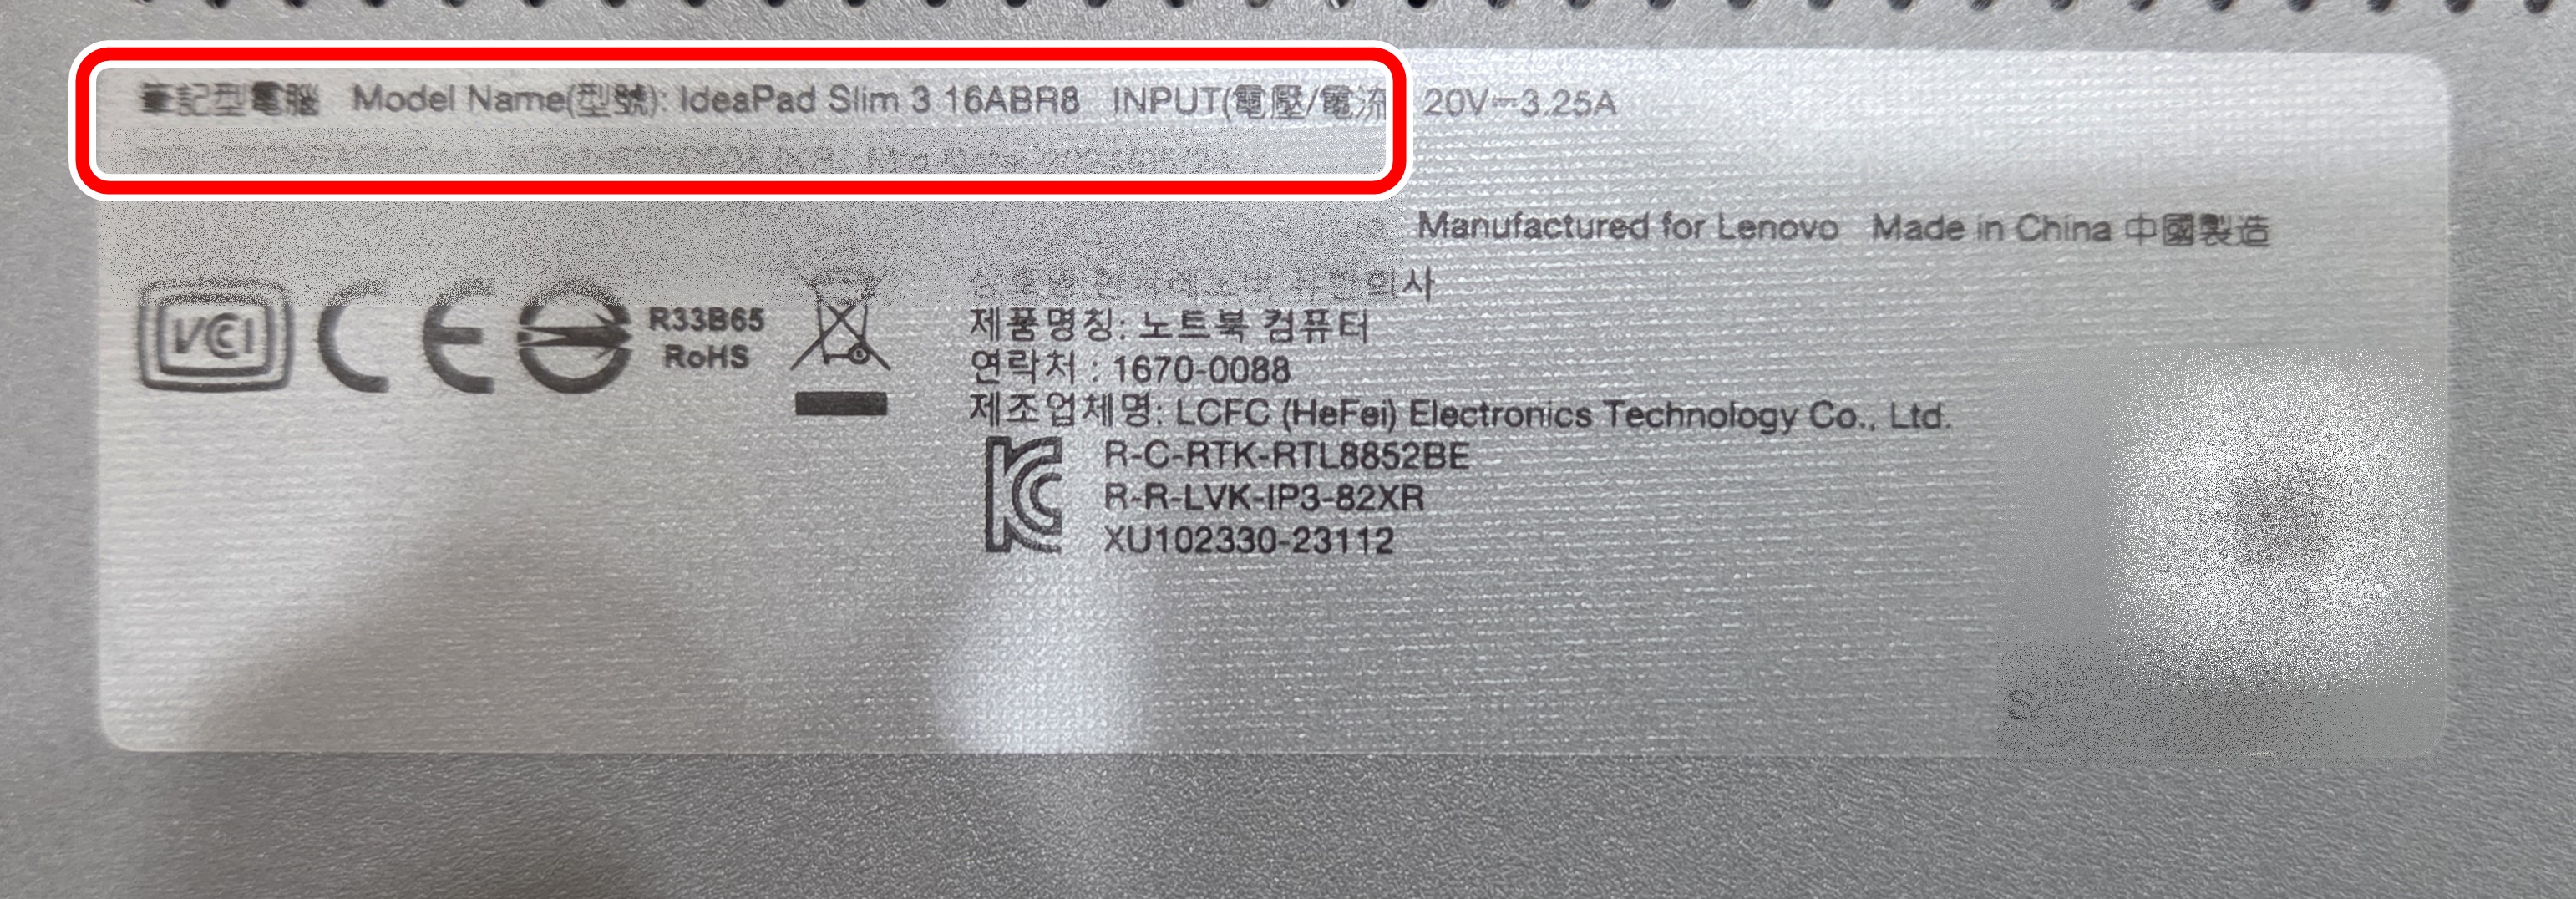 筆記型電腦 Model Name(型號): IdeaPad Slim 3 16ABR8 INPUT(電壓/電流 20V⎓3.25A
Manufactured for Lenovo Made in China 中國製造
VCI
CE
R33B65
RoHS
제품명칭: 노트북 컴퓨터
연락처 : 1670-0088
제조업체명: LCFC (HeFei) Electronics Technology Co., Ltd.
R-C-RTK-RTL8852BE
R-R-LVK-IP3-82XR
XU102330-23112
S